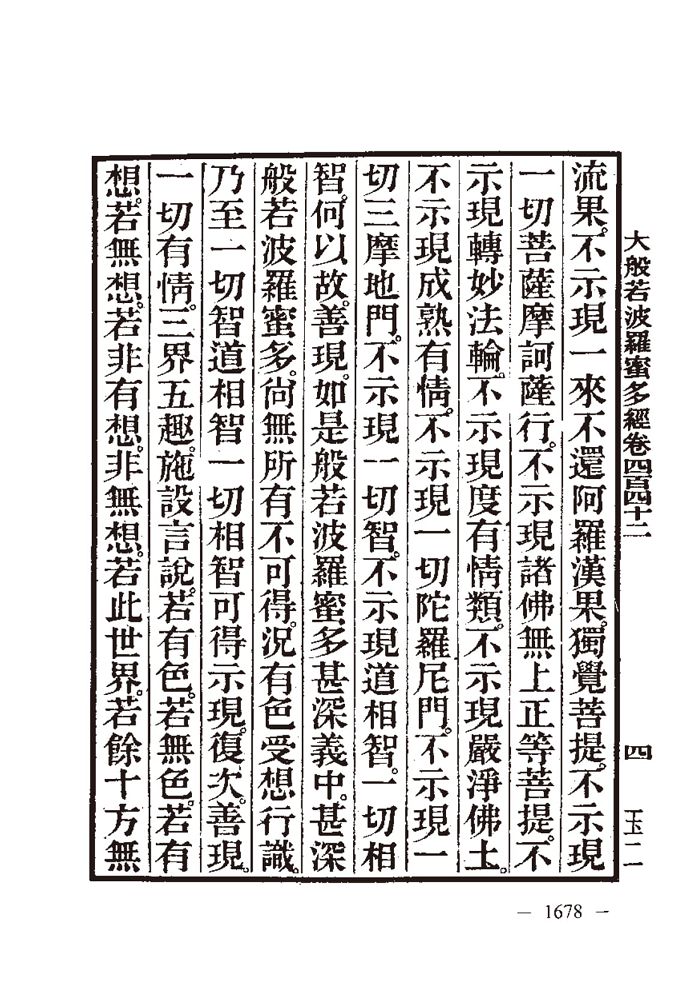 大般若波羅蜜多經卷四百四十二 四 玉二
流果。不示現一來不還阿羅漢果。獨覺菩提。不示現
一切菩薩摩訶薩行。不示現諸佛無上正等菩提。不
示現轉妙法輪。不示現度有情類。不示現嚴淨佛土。
不示現成熟有情。不示現一切陀羅尼門。不示現一
切三摩地門。不示現一切智。不示現道相智。一切相
智。何以故。善現。如是般若波羅蜜多甚深義中。甚深
般若波羅蜜多。尚無所有不可得。況有色受想行識。
乃至一切智道相智一切相智可得示現。復次。善現。
一切有情。三界五趣。施設言說。若有色。若無色。若有
想。若無想。若非有想。非無想。若此世界。若餘十方無
— 1678 —